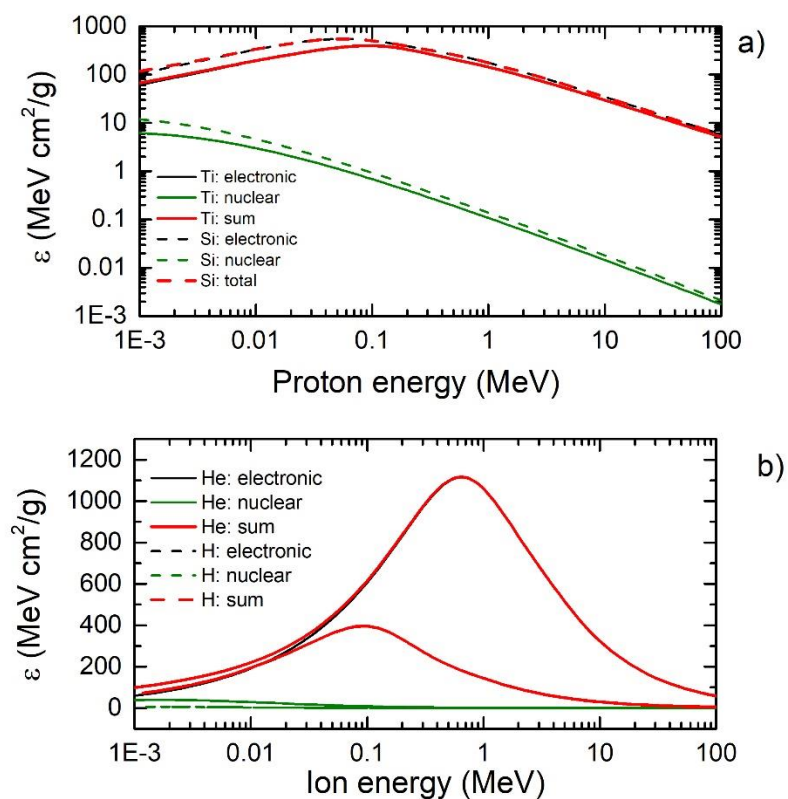 a)
1000
100
10
1
0.1
0.01
1E-3
ε (MeV cm²/g)
Ti: electronic
Ti: nuclear
Ti: sum
Si: electronic
Si: nuclear
Si: total
1E-3 0.01 0.1 1 10 100
Proton energy (MeV)
b)
1200
1000
800
600
400
200
0
ε (MeV cm²/g)
He: electronic
He: nuclear
He: sum
H: electronic
H: nuclear
H: sum
1E-3 0.01 0.1 1 10 100
Ion energy (MeV)